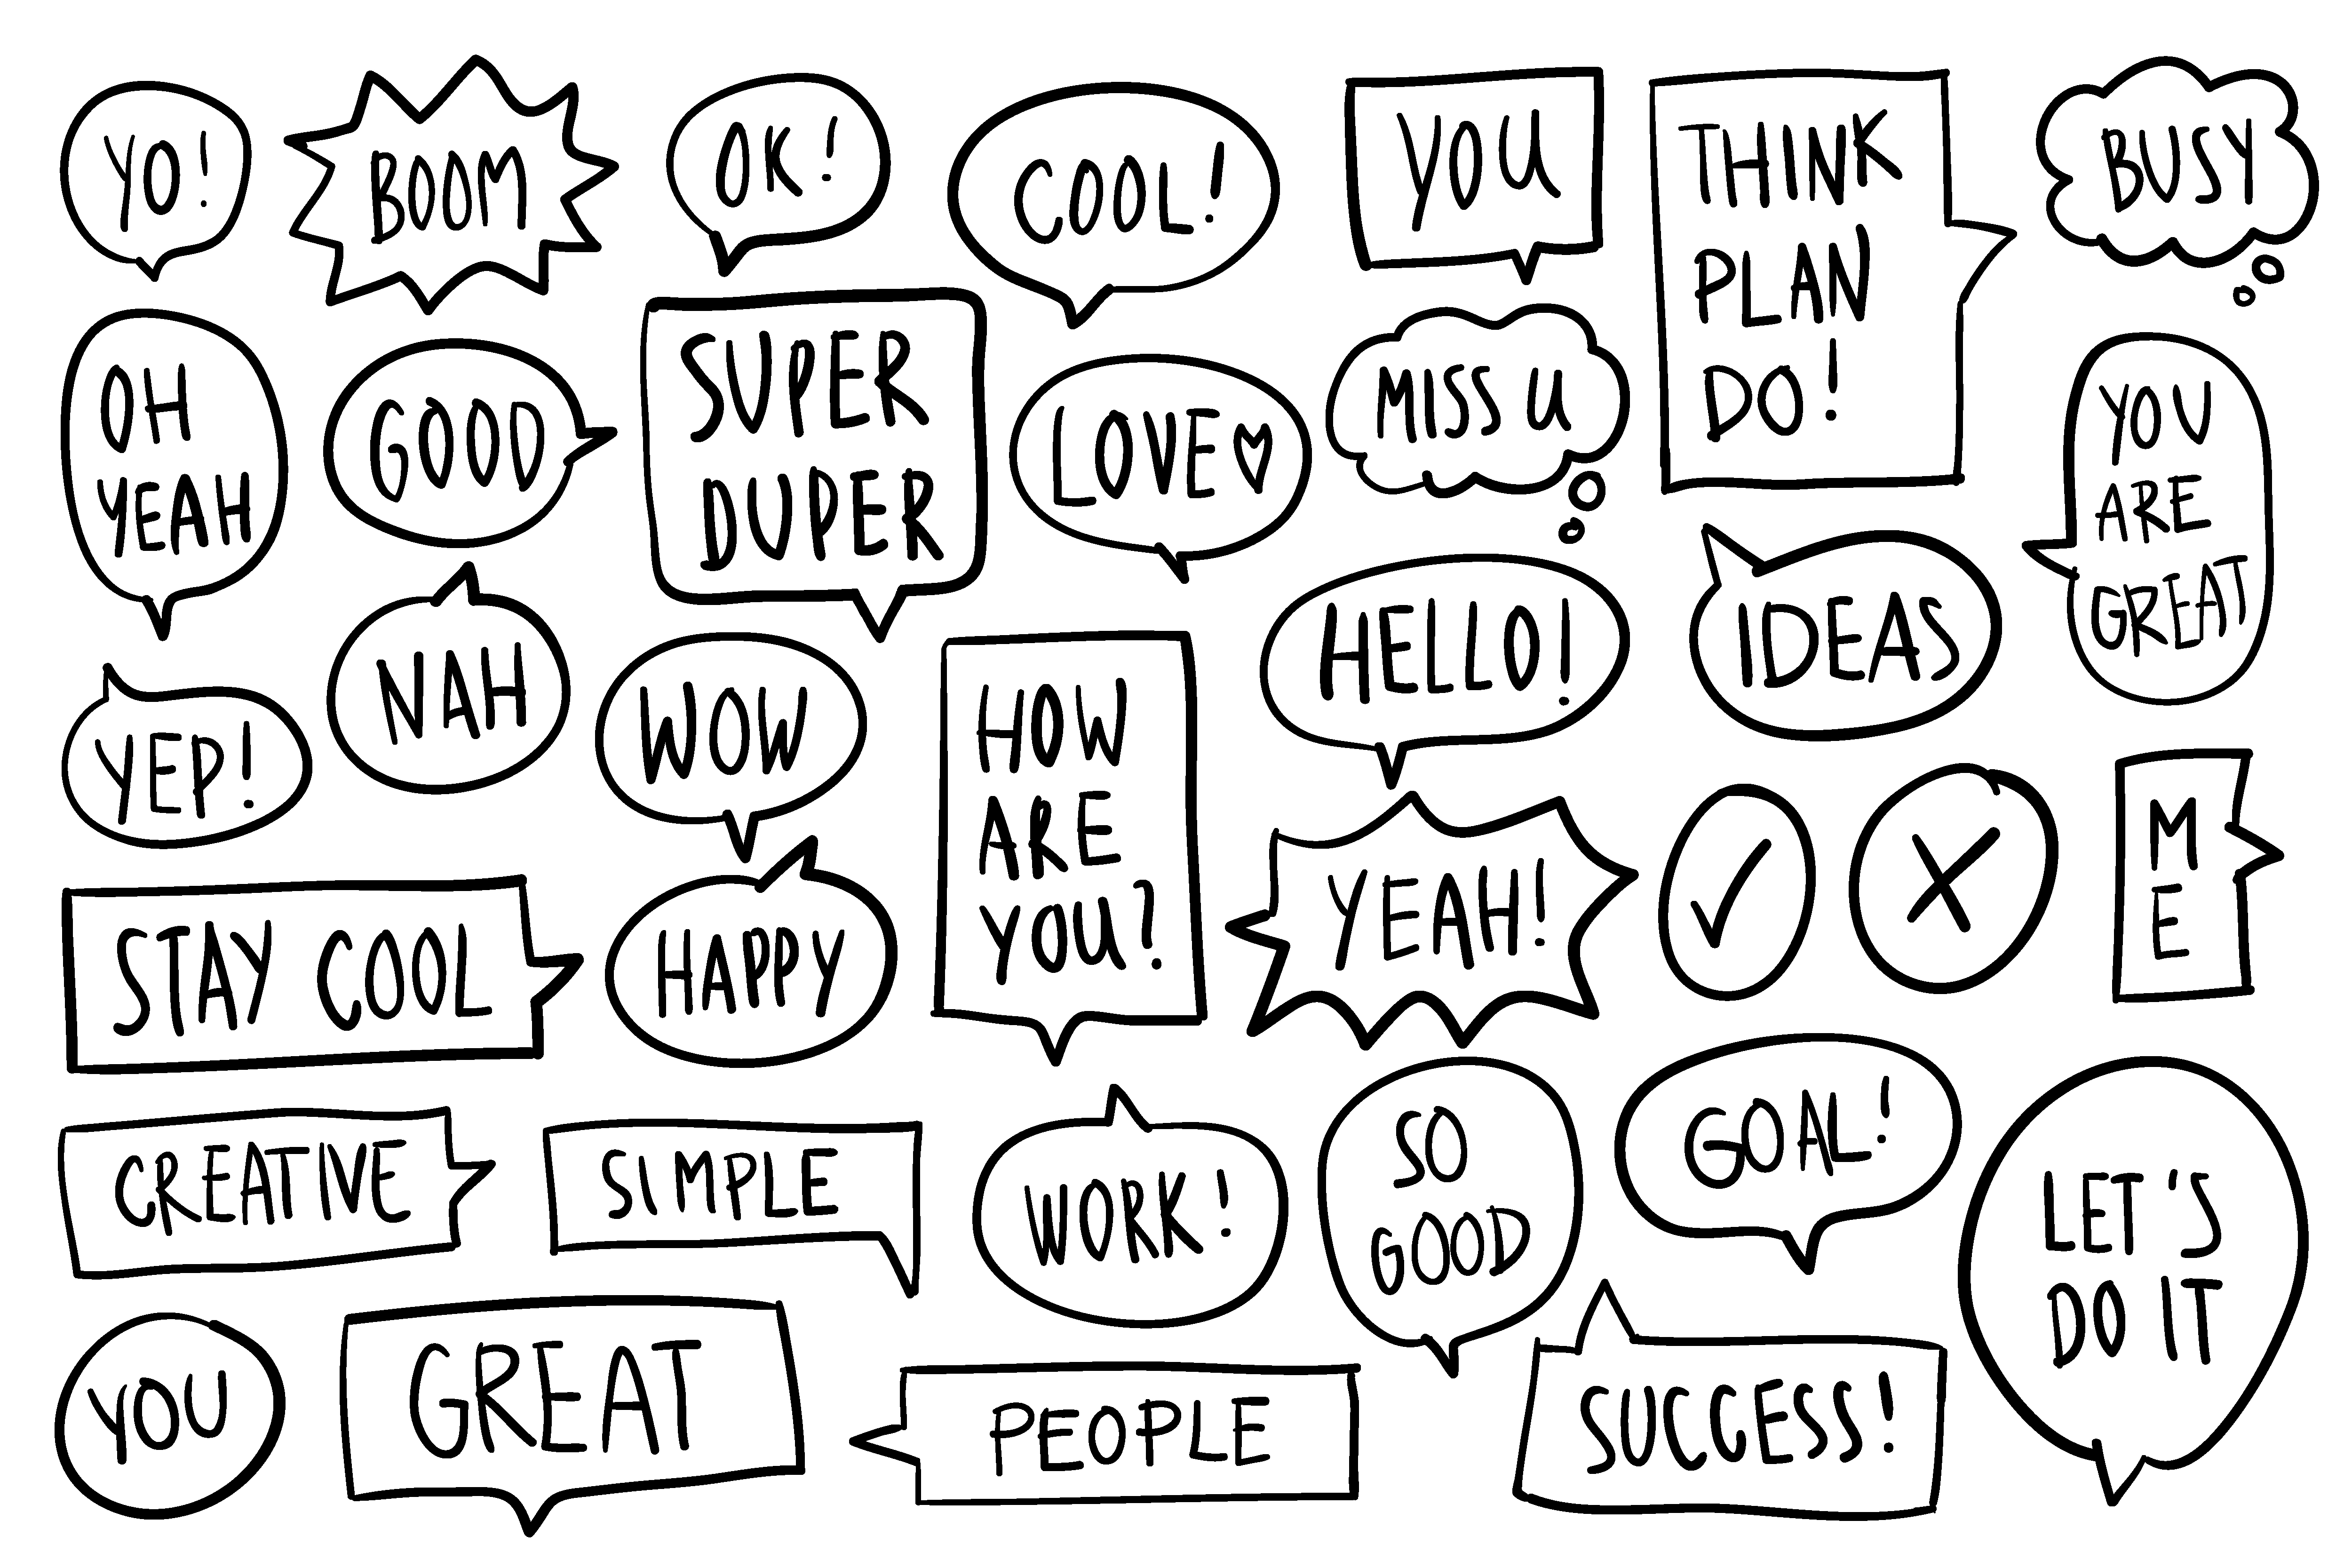 YO!
BOOM
OK!
COOL!
YOU
THINK
PLAN
DO!
BUSY
OH
YEAH
GOOD
SUPER
DUPER
LOVE♡
MISS U
YOU
ARE
GREAT
YEP!
NAH
WOW
HOW
ARE
YOU?
HELLO!
IDEAS
STAY COOL
HAPPY
YEAH!
✓
X
M
E
CREATIVE
SIMPLE
WORK!
SO
GOOD
GOAL!
LET'S
DO IT
YOU
GREAT
PEOPLE
SUCCESS!